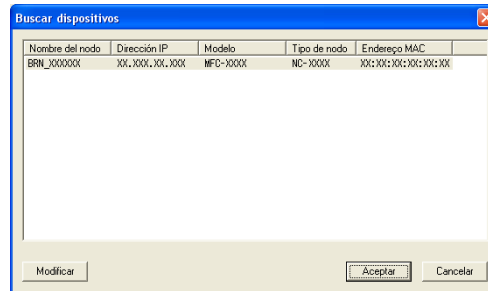 Buscar dispositivos
Nombre del nodo Dirección IP Modelo Tipo de nodo Endereço MAC
BRN_XXXXXX XX.XXX.XX.XXX MFC-XXXX NC-XXXX XX:XX:XX:XX:XX:XX
Modificar Aceptar Cancelar